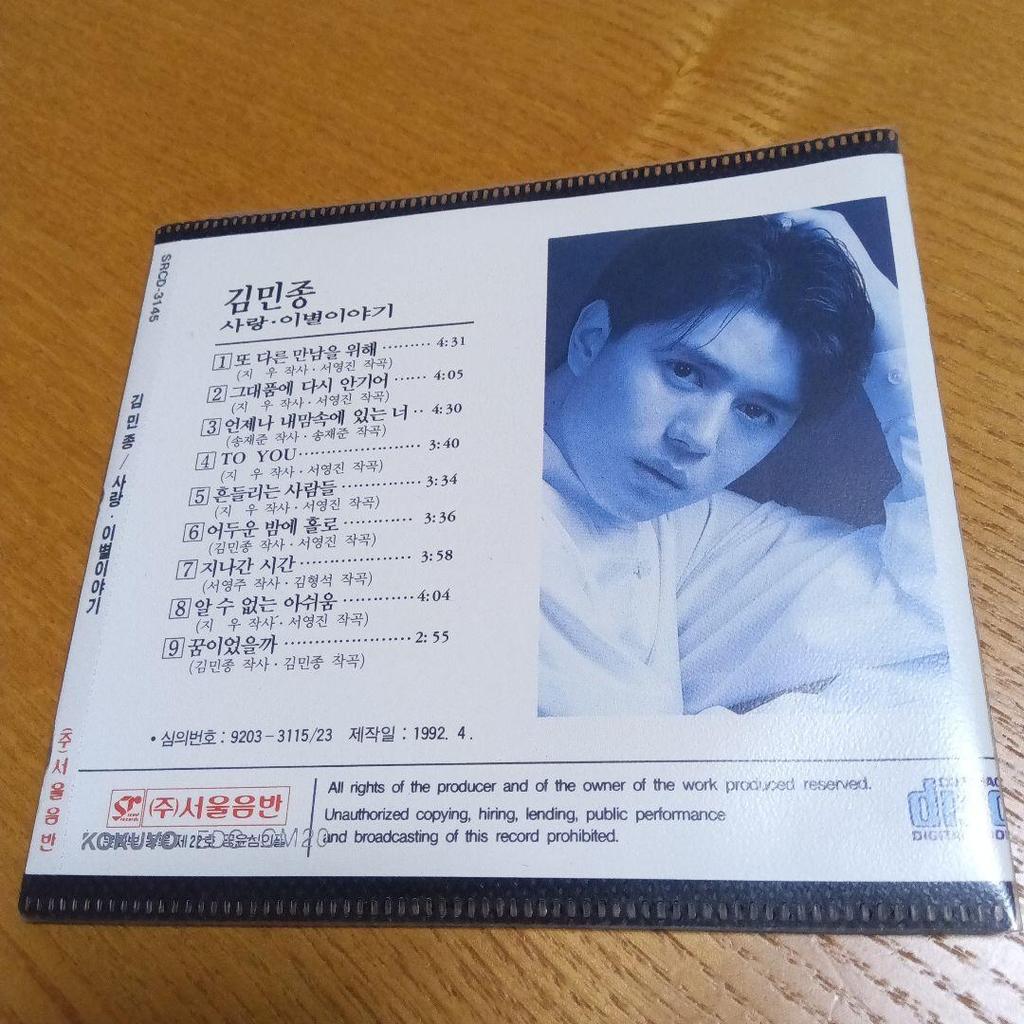 SRCD-3145
김민종 / 사랑·이별이야기
(주)서울음반
김민종
사랑·이별이야기
1 또 다른 만남을 위해 ········· 4:31
(지 우 작사·서영진 작곡)
2 그대품에 다시 안기어 ······ 4:05
(지 우 작사·서영진 작곡)
3 언제나 내맘속에 있는 너 ·· 4:30
(송재준 작사·송재준 작곡)
4 TO YOU ······················ 3:40
(지 우 작사·서영진 작곡)
5 흔들리는 사람들 ·············· 3:34
(지 우 작사·서영진 작곡)
6 어두운 밤에 홀로 ············ 3:36
(김민종 작사·서영진 작곡)
7 지나간 시간 ·················· 3:58
(서영주 작사·김형석 작곡)
8 알 수 없는 아쉬움 ··········· 4:04
(지 우 작사·서영진 작곡)
9 꿈이었을까 ······················ 2:55
(김민종 작사·김민종 작곡)
• 심의번호 : 9203-3115/23 제작일 : 1992. 4.
(주)서울음반
KOKUYO EDC-CM20
All rights of the producer and of the owner of the work produced reserved.
Unauthorized copying, hiring, lending, public performance
and broadcasting of this record prohibited.